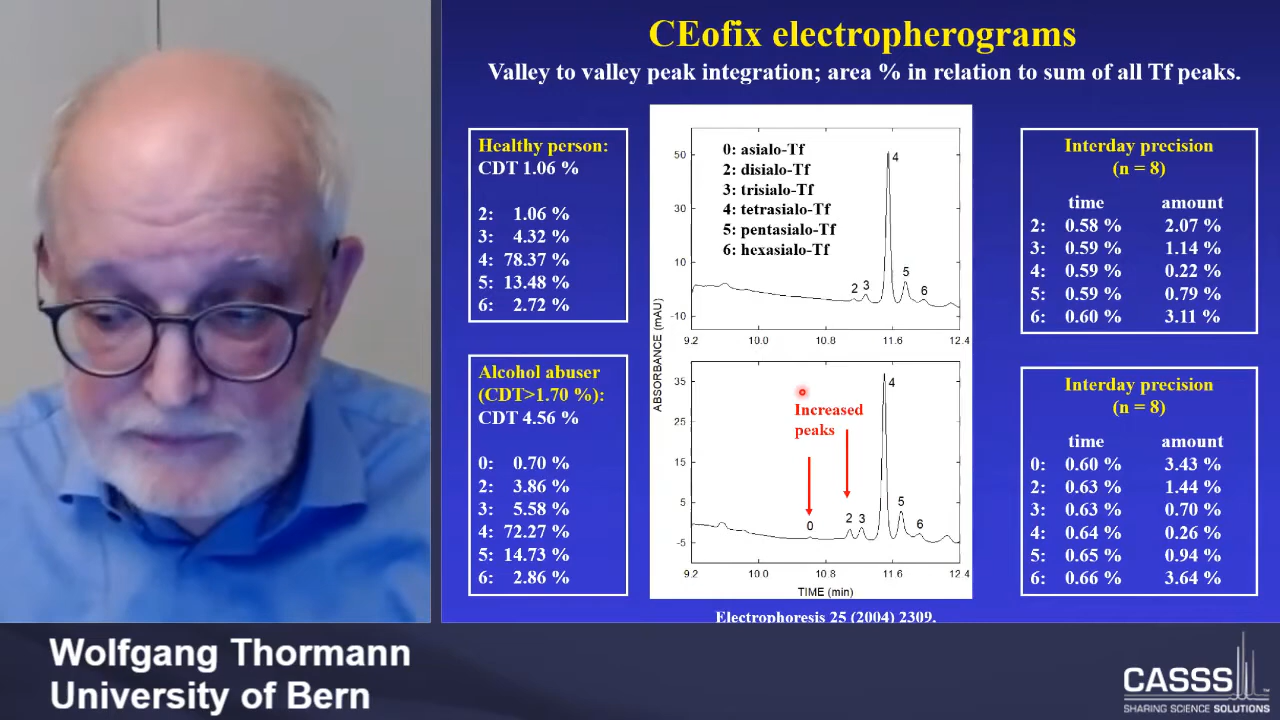 CEofix electropherograms
Valley to valley peak integration; area % in relation to sum of all Tf peaks.
Healthy person:
CDT 1.06 %
2: 1.06 %
3: 4.32 %
4: 78.37 %
5: 13.48 %
6: 2.72 %
Alcohol abuser
(CDT>1.70 %):
CDT 4.56 %
0: 0.70 %
2: 3.86 %
3: 5.58 %
4: 72.27 %
5: 14.73 %
6: 2.86 %
ABSORBANCE (mAU)
50
30
10
-10
0: asialo-Tf
2: disialo-Tf
3: trisialo-Tf
4: tetrasialo-Tf
5: pentasialo-Tf
6: hexasialo-Tf
2 3 4 5 6
9.2 10.0 10.8 11.6 12.4
35
25
15
5
-5
Increased
peaks
0 2 3 4 5 6
9.2 10.0 10.8 11.6 12.4
TIME (min)
Interday precision
(n = 8)
time amount
2: 0.58 % 2.07 %
3: 0.59 % 1.14 %
4: 0.59 % 0.22 %
5: 0.59 % 0.79 %
6: 0.60 % 3.11 %
Interday precision
(n = 8)
time amount
0: 0.60 % 3.43 %
2: 0.63 % 1.44 %
3: 0.63 % 0.70 %
4: 0.64 % 0.26 %
5: 0.65 % 0.94 %
6: 0.66 % 3.64 %
Electrophoresis 25 (2004) 2309.
Wolfgang Thormann
University of Bern
CASSS
SHARING SCIENCE SOLUTIONS